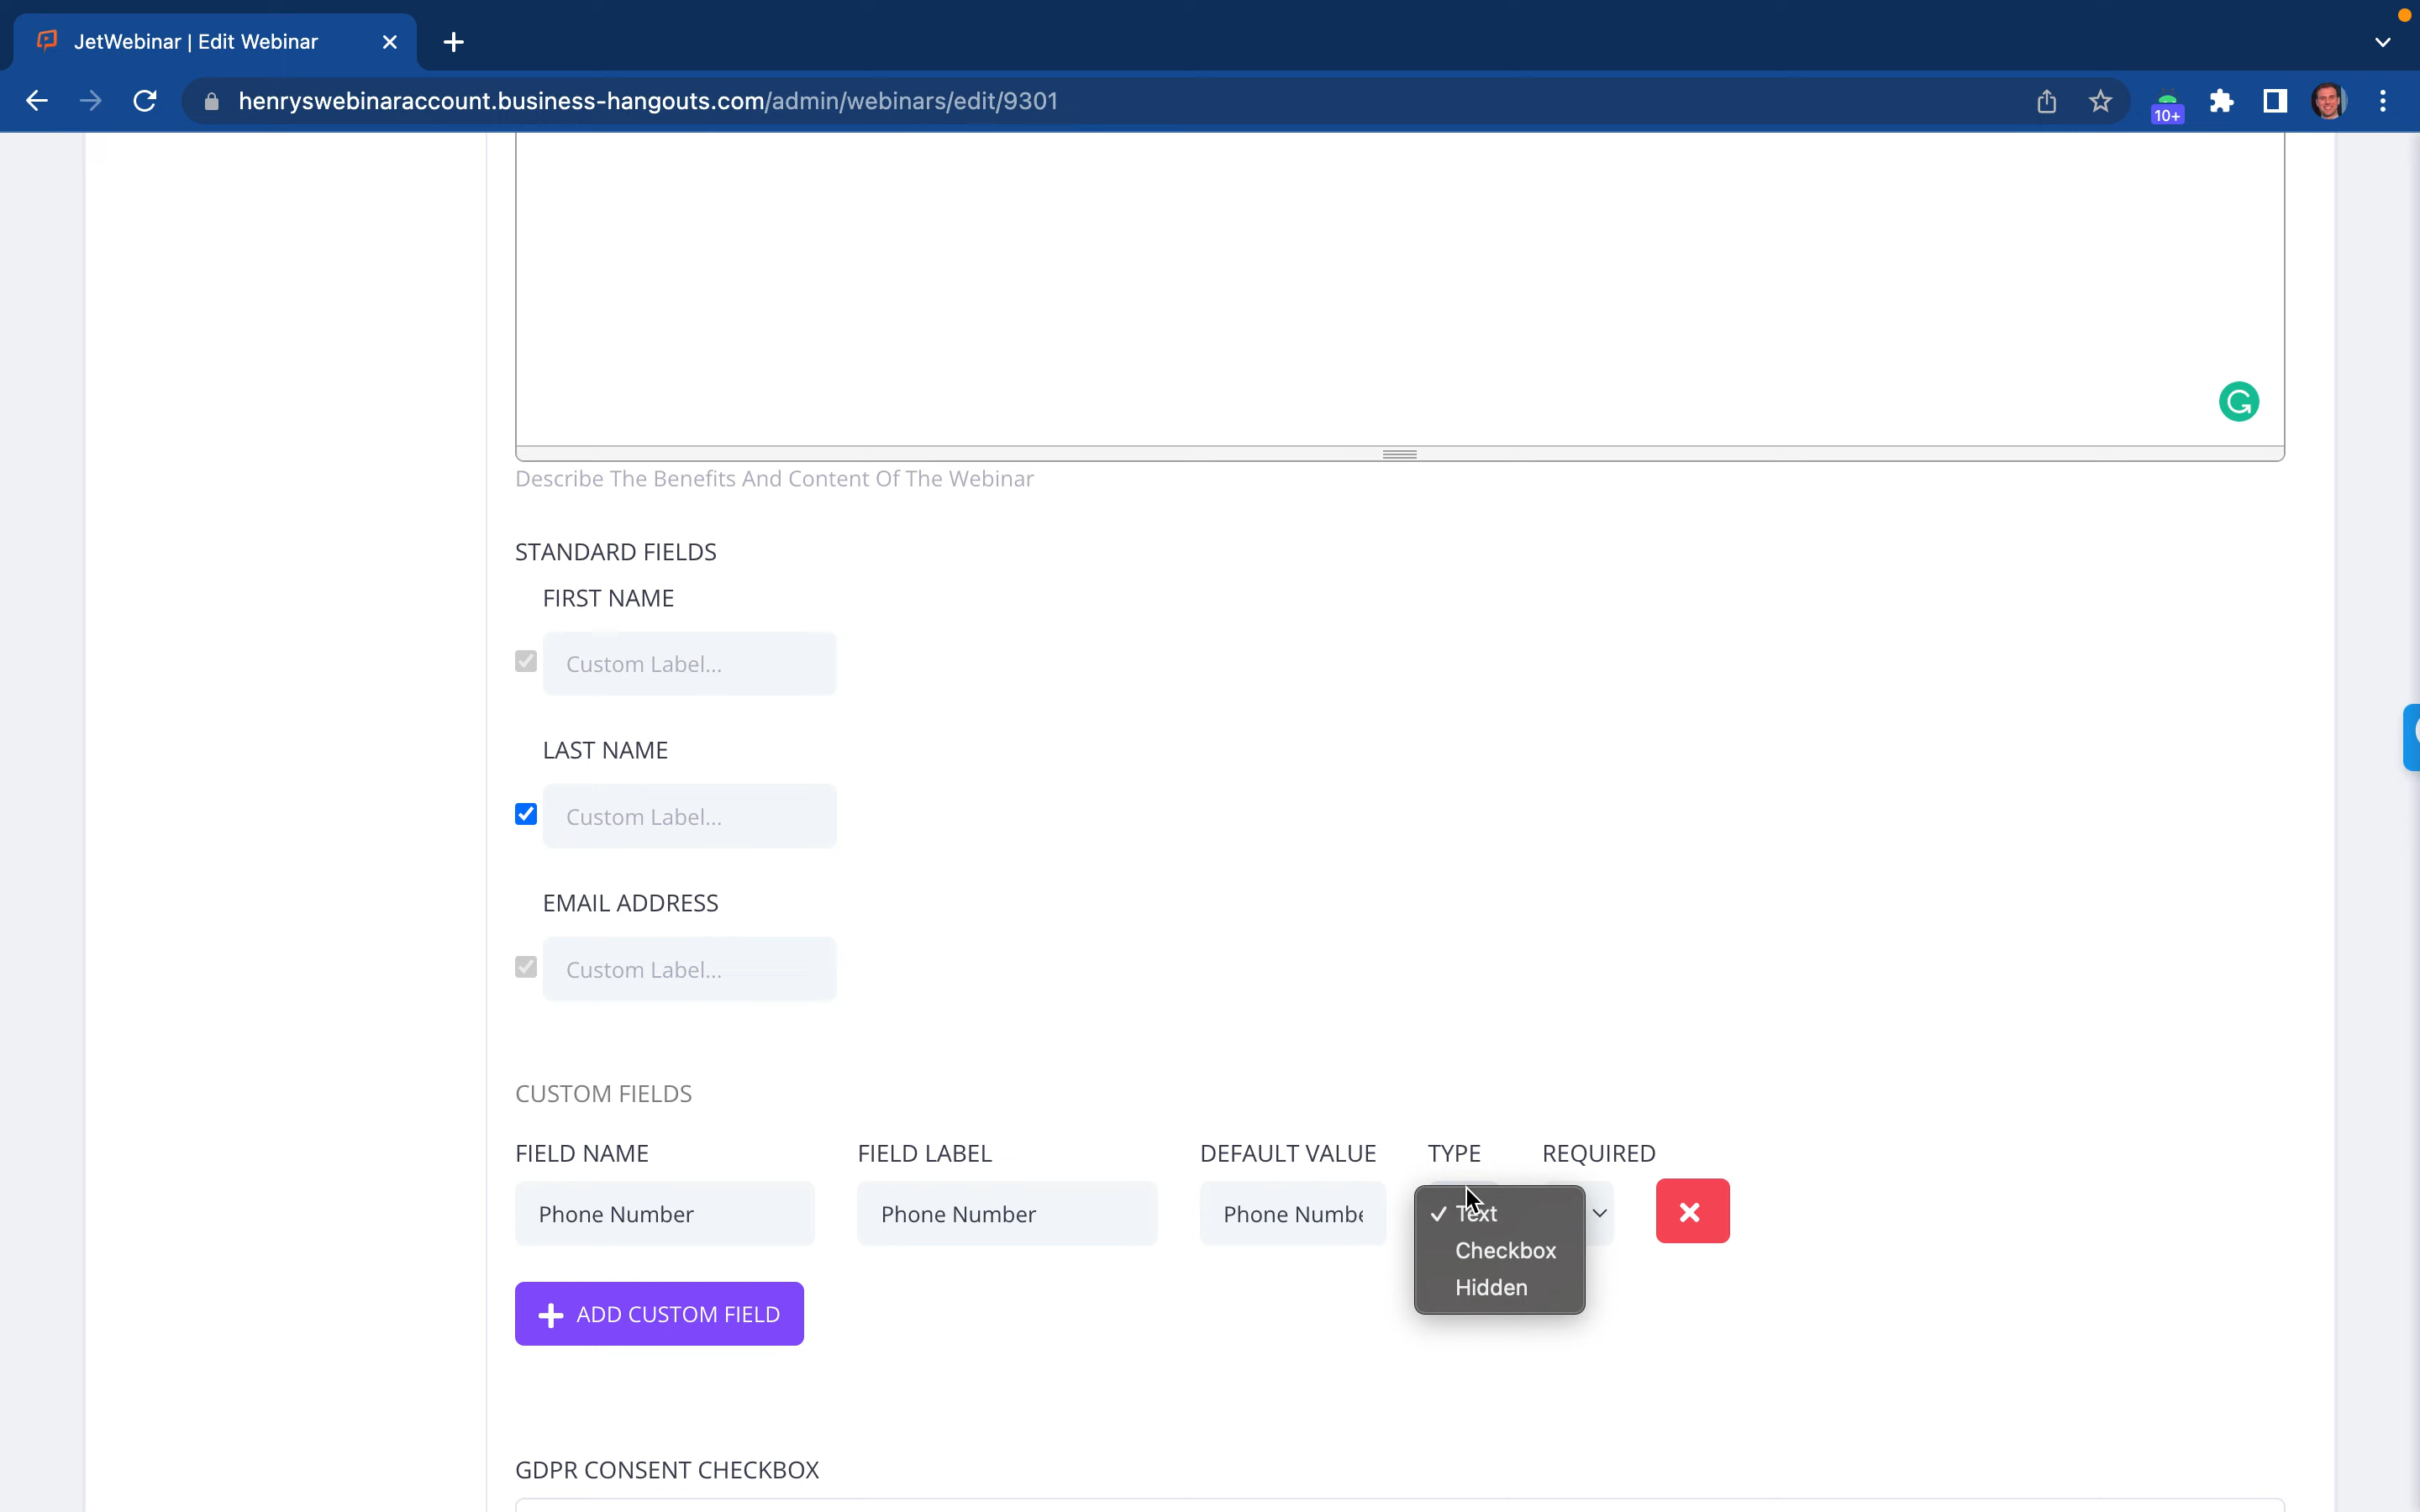 JetWebinar | Edit Webinar
henryswebinaraccount.business-hangouts.com/admin/webinars/edit/9301
10+
Describe The Benefits And Content Of The Webinar
STANDARD FIELDS
FIRST NAME
Custom Label...
LAST NAME
Custom Label...
EMAIL ADDRESS
Custom Label...
CUSTOM FIELDS
FIELD NAME FIELD LABEL DEFAULT VALUE TYPE REQUIRED
Phone Number Phone Number Phone Numbe Text
Checkbox
Hidden
ADD CUSTOM FIELD
GDPR CONSENT CHECKBOX